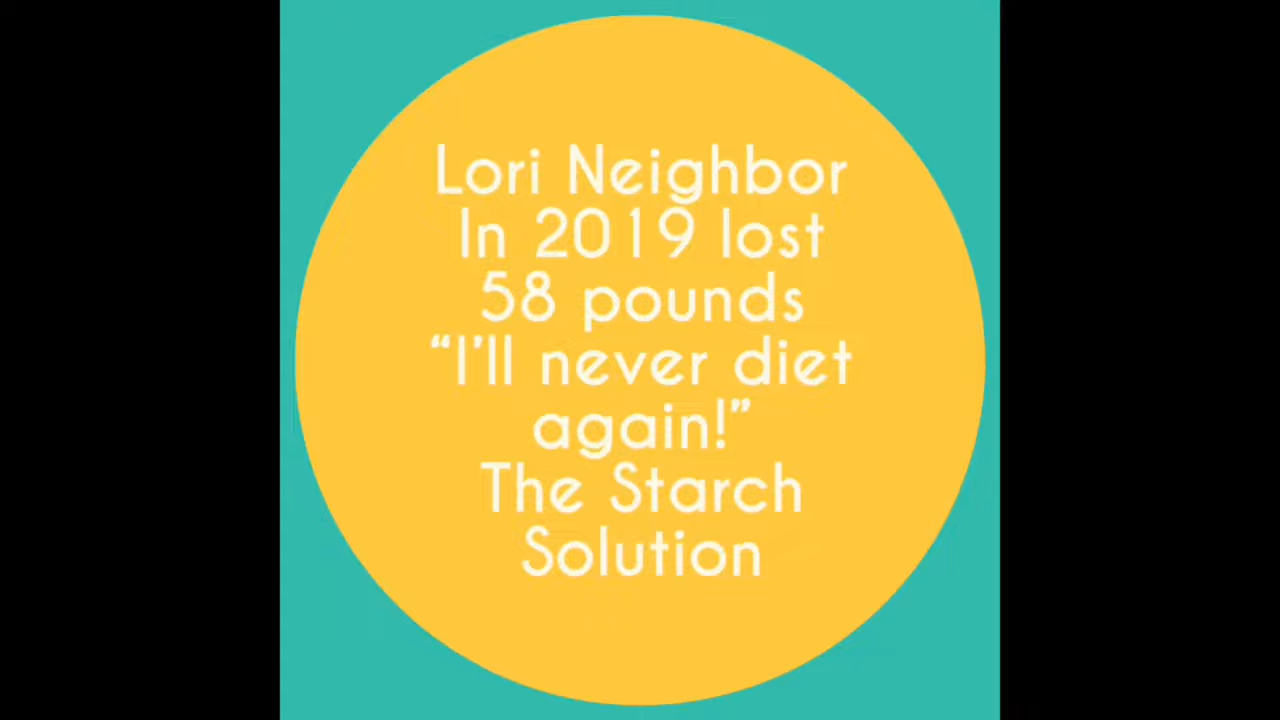 Lori Neighbor
In 2019 lost
58 pounds
“I’ll never diet
again!”
The Starch
Solution